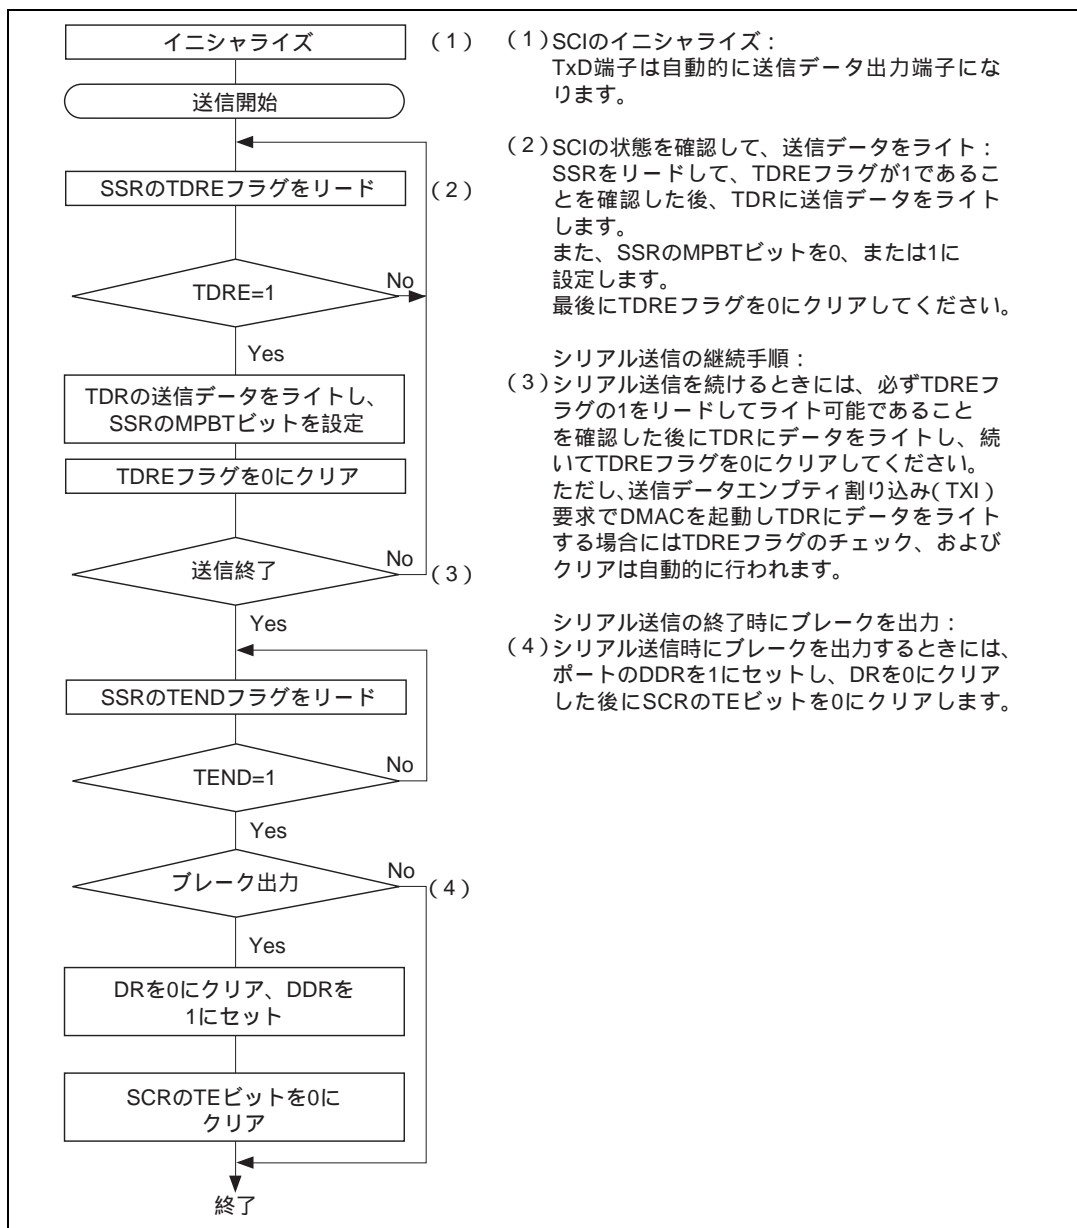 イニシャライズ
(1)
送信開始
SSRのTDREフラグをリード
(2)
TDRE=1
No
Yes
TDRの送信データをライトし、
SSRのMPBTビットを設定
TDREフラグを0にクリア
送信終了
No
(3)
Yes
SSRのTENDフラグをリード
TEND=1
No
Yes
ブレーク出力
No
(4)
Yes
DRを0にクリア、DDRを
1にセット
SCRのTEビットを0に
クリア
終了
(1)SCIのイニシャライズ:
TxD端子は自動的に送信データ出力端子にな
ります。
(2)SCIの状態を確認して、送信データをライト:
SSRをリードして、TDREフラグが1であるこ
とを確認した後、TDRに送信データをライト
します。
また、SSRのMPBTビットを0、または1に
設定します。
最後にTDREフラグを0にクリアしてください。
シリアル送信の継続手順:
(3)シリアル送信を続けるときには、必ずTDREフ
ラグの1をリードしてライト可能であること
を確認した後にTDRにデータをライトし、続
いてTDREフラグを0にクリアしてください。
ただし、送信データエンプティ割り込み(TXI)
要求でDMACを起動しTDRにデータをライト
する場合にはTDREフラグのチェック、および
クリアは自動的に行われます。
シリアル送信の終了時にブレークを出力:
(4)シリアル送信時にブレークを出力するときには、
ポートのDDRを1にセットし、DRを0にクリア
した後にSCRのTEビットを0にクリアします。